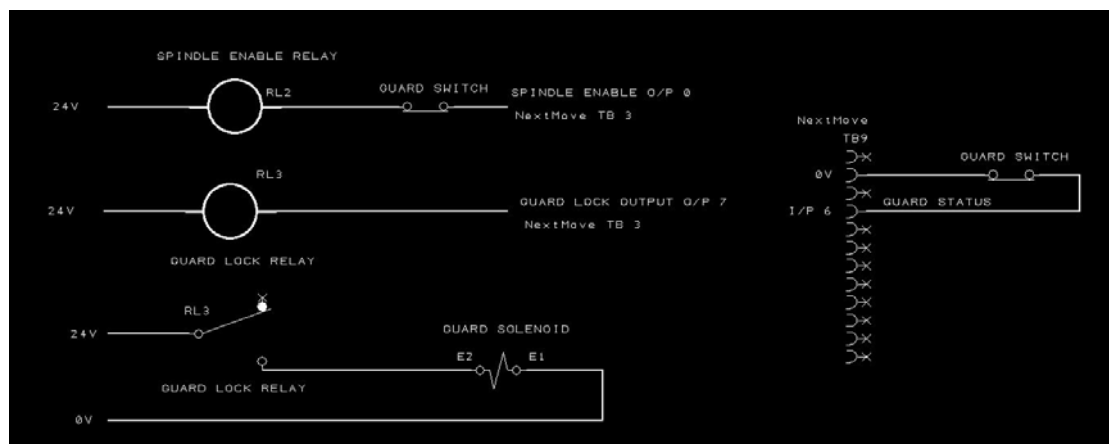 SPINDLE ENABLE RELAY
RL2
GUARD SWITCH
24V
SPINDLE ENABLE O/P 0
NextMove TB 3
RL3
24V
GUARD LOCK OUTPUT O/P 7
NextMove TB 3
GUARD LOCK RELAY
RL3
24V
GUARD SOLENOID
E2
E1
GUARD LOCK RELAY
0V
NextMove
TB9
GUARD SWITCH
0V
I/P 6
GUARD STATUS